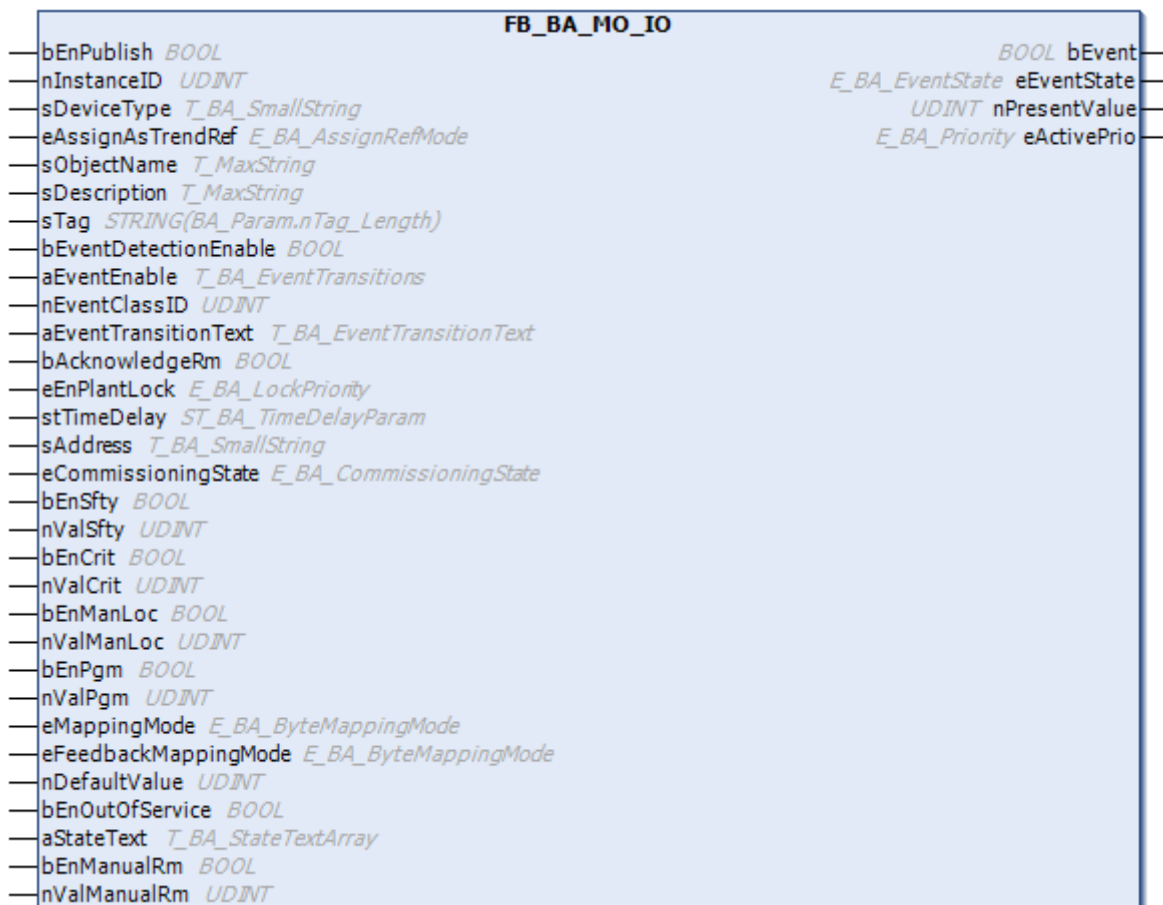 FB_BA_MO_IO
bEnPublish BOOL BOOL bEvent
nInstanceID UDINT E_BA_EventState eEventState
sDeviceType T_BA_SmallString UDINT nPresentValue
eAssignAsTrendRef E_BA_AssignRefMode E_BA_Priority eActivePrio
sObjectName T_MaxString
sDescription T_MaxString
sTag STRING(BA_Param.nTag_Length)
bEventDetectionEnable BOOL
aEventEnable T_BA_EventTransitions
nEventClassID UDINT
aEventTransitionText T_BA_EventTransitionText
bAcknowledgeRm BOOL
eEnPlantLock E_BA_LockPriority
stTimeDelay ST_BA_TimeDelayParam
sAddress T_BA_SmallString
eCommissioningState E_BA_CommissioningState
bEnSfty BOOL
nValSfty UDINT
bEnCrit BOOL
nValCrit UDINT
bEnManLoc BOOL
nValManLoc UDINT
bEnPgm BOOL
nValPgm UDINT
eMappingMode E_BA_ByteMappingMode
eFeedbackMappingMode E_BA_ByteMappingMode
nDefaultValue UDINT
bEnOutOfService BOOL
aStateText T_BA_StateTextArray
bEnManualRm BOOL
nValManualRm UDINT